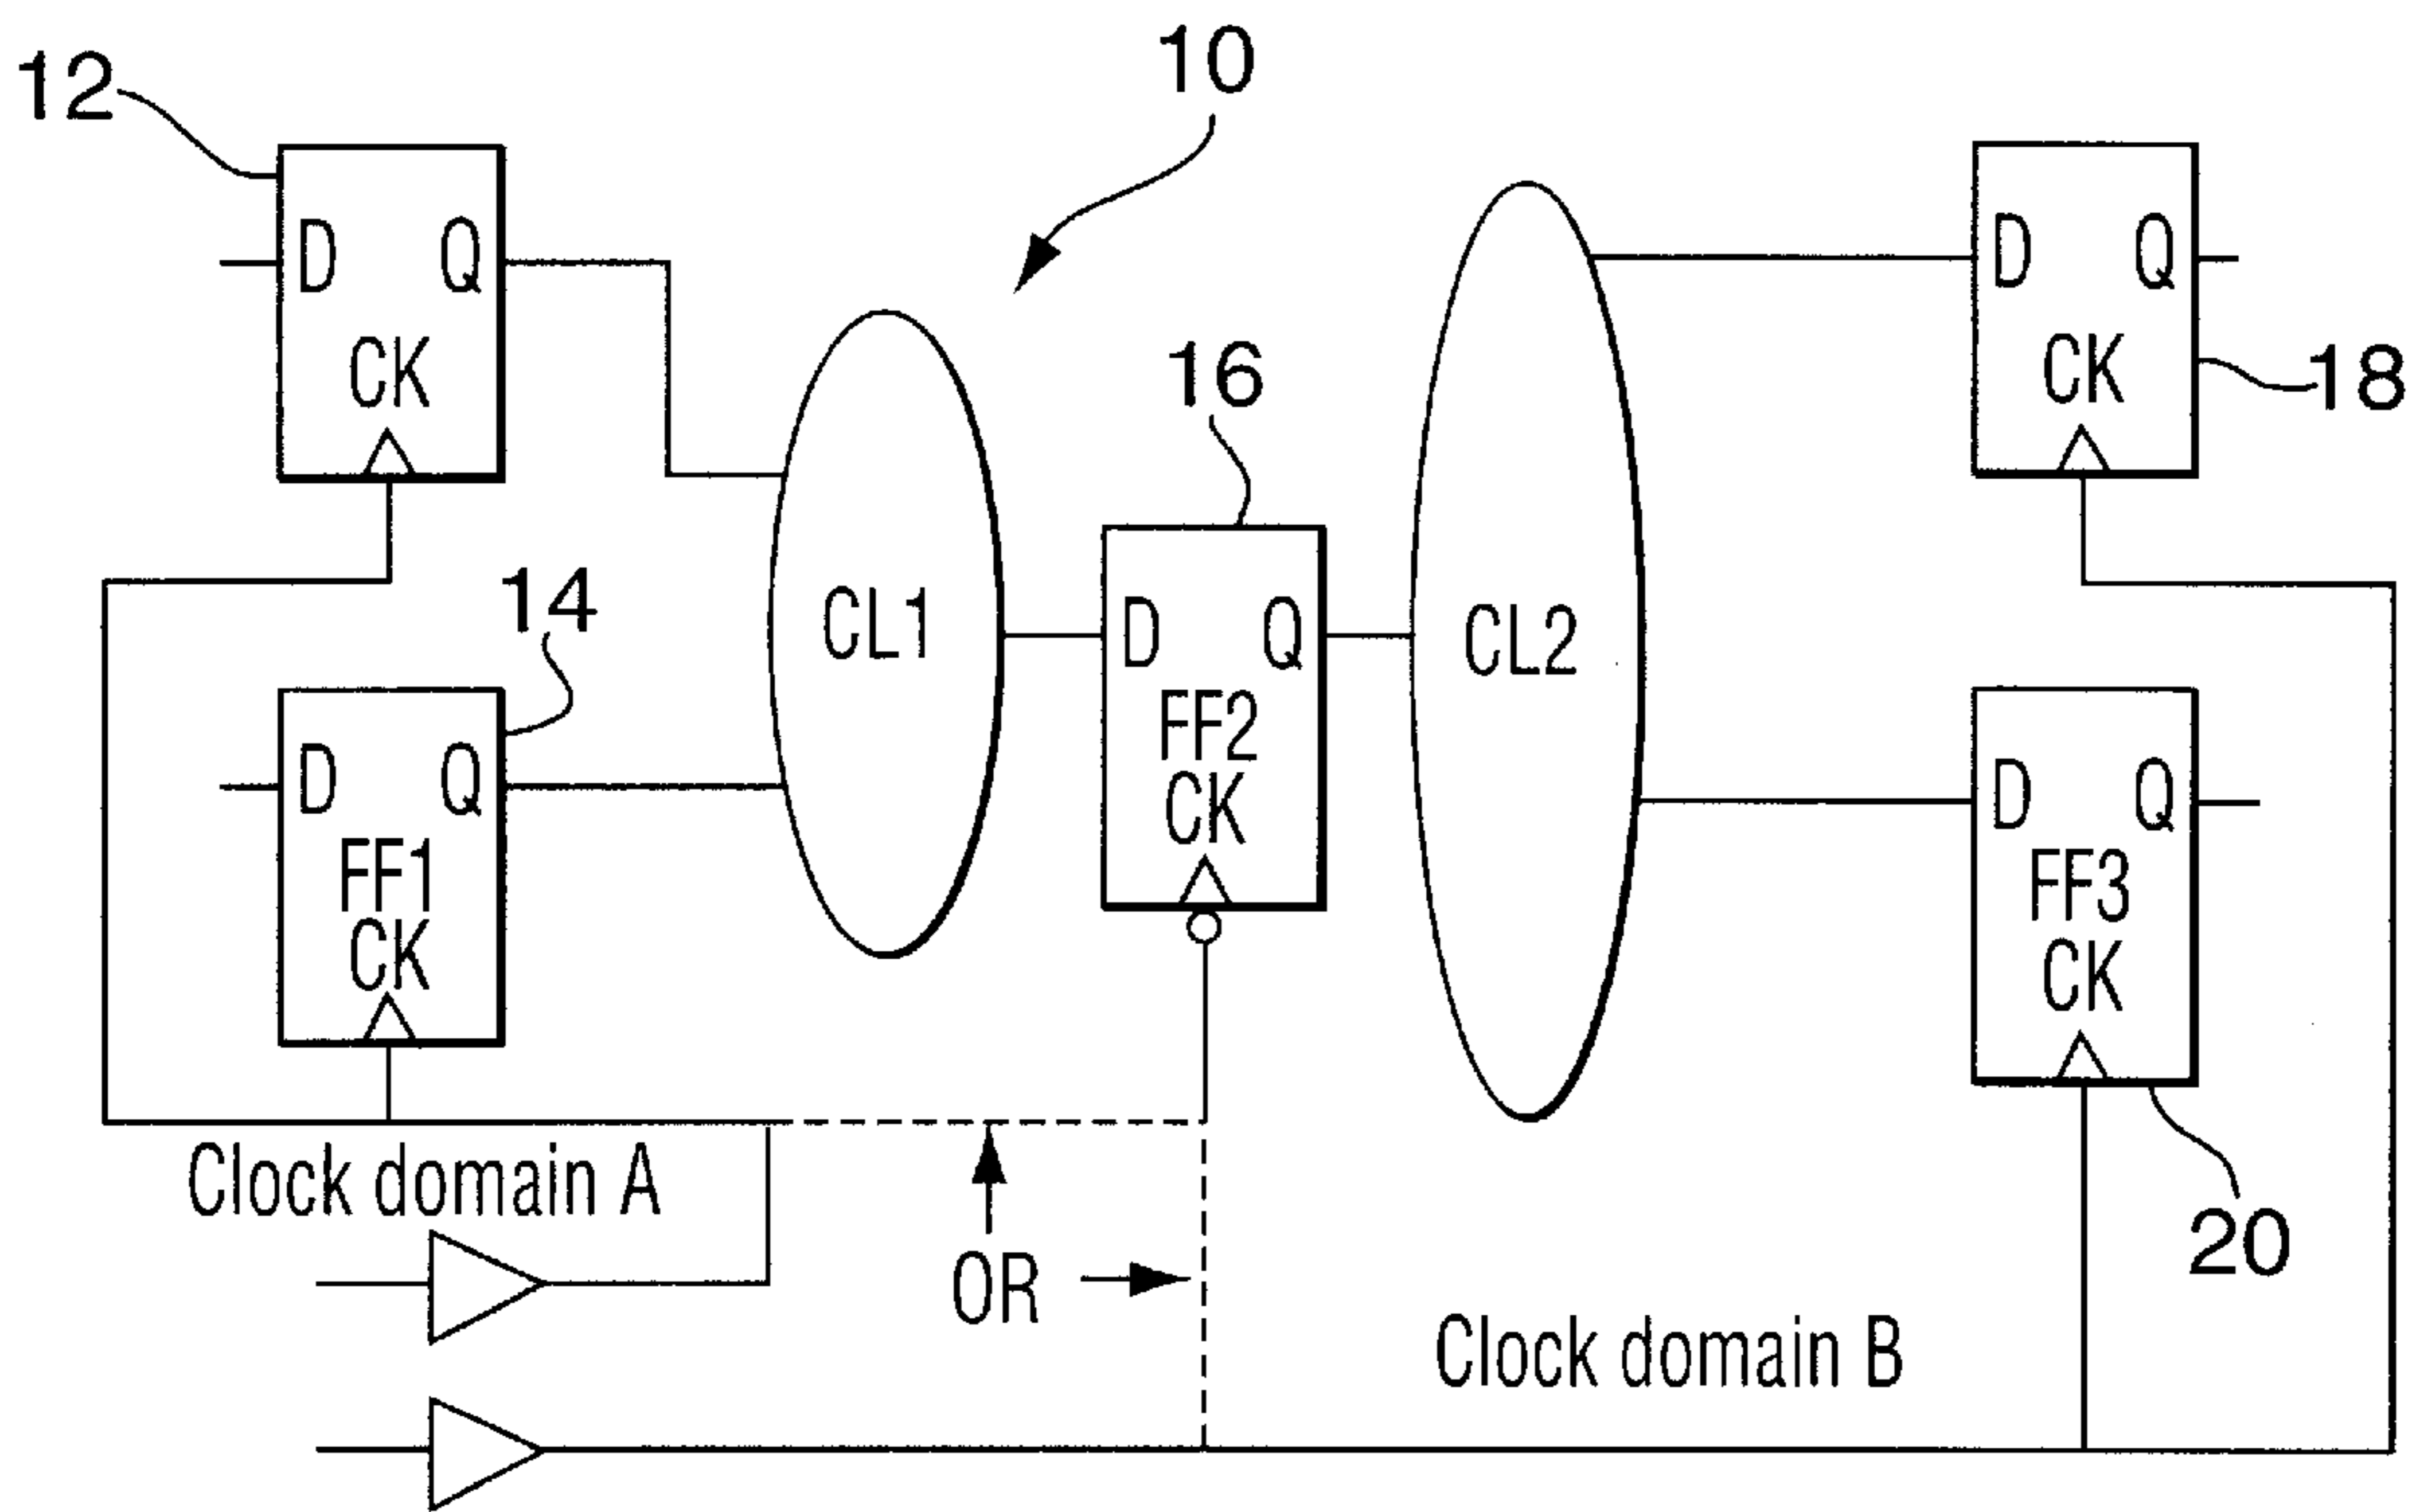 10
12
D Q
CK
D Q
CK
18
16
14
CL1
D Q
FF2
CK
CL2
D Q
FF1
CK
D Q
FF3
CK
Clock domain A
20
OR
Clock domain B